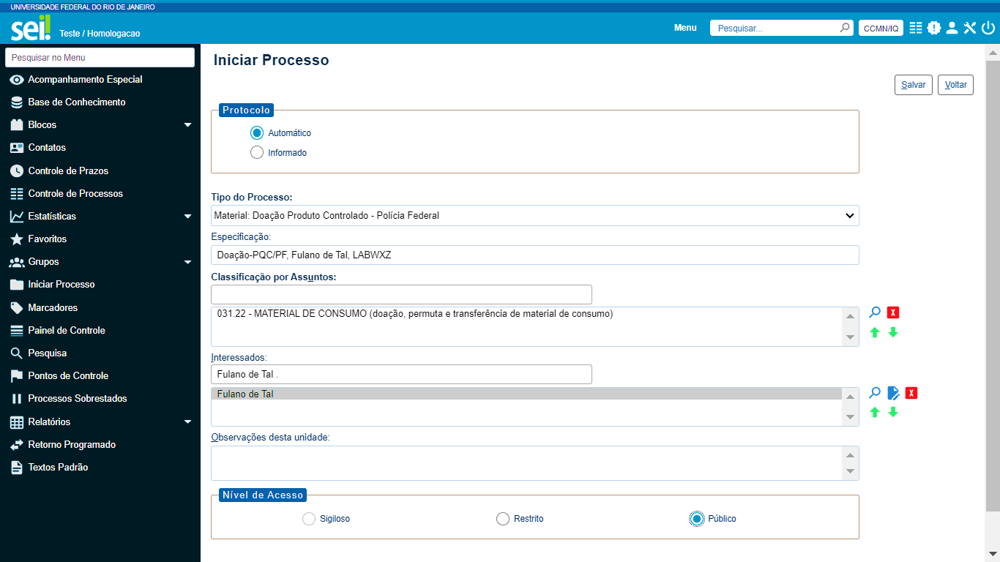 UNIVERSIDADE FEDERAL DO RIO DE JANEIRO
sei!
Teste / Homologacao
Menu
Pesquisar...
CCMN/IQ
Pesquisar no Menu
Acompanhamento Especial
Base de Conhecimento
Blocos
Contatos
Controle de Prazos
Controle de Processos
Estatísticas
Favoritos
Grupos
Iniciar Processo
Marcadores
Painel de Controle
Pesquisa
Pontos de Controle
Processos Sobrestados
Relatórios
Retorno Programado
Textos Padrão
Iniciar Processo
Salvar
Voltar
Protocolo
Automático
Informado
Tipo do Processo:
Material: Doação Produto Controlado - Polícia Federal
Especificação:
Doação-PQC/PF, Fulano de Tal, LABWXZ
Classificação por Assuntos:
031.22 - MATERIAL DE CONSUMO (doação, permuta e transferência de material de consumo)
Interessados:
Fulano de Tal .
Fulano de Tal
Observações desta unidade:
Nível de Acesso
Sigiloso
Restrito
Público